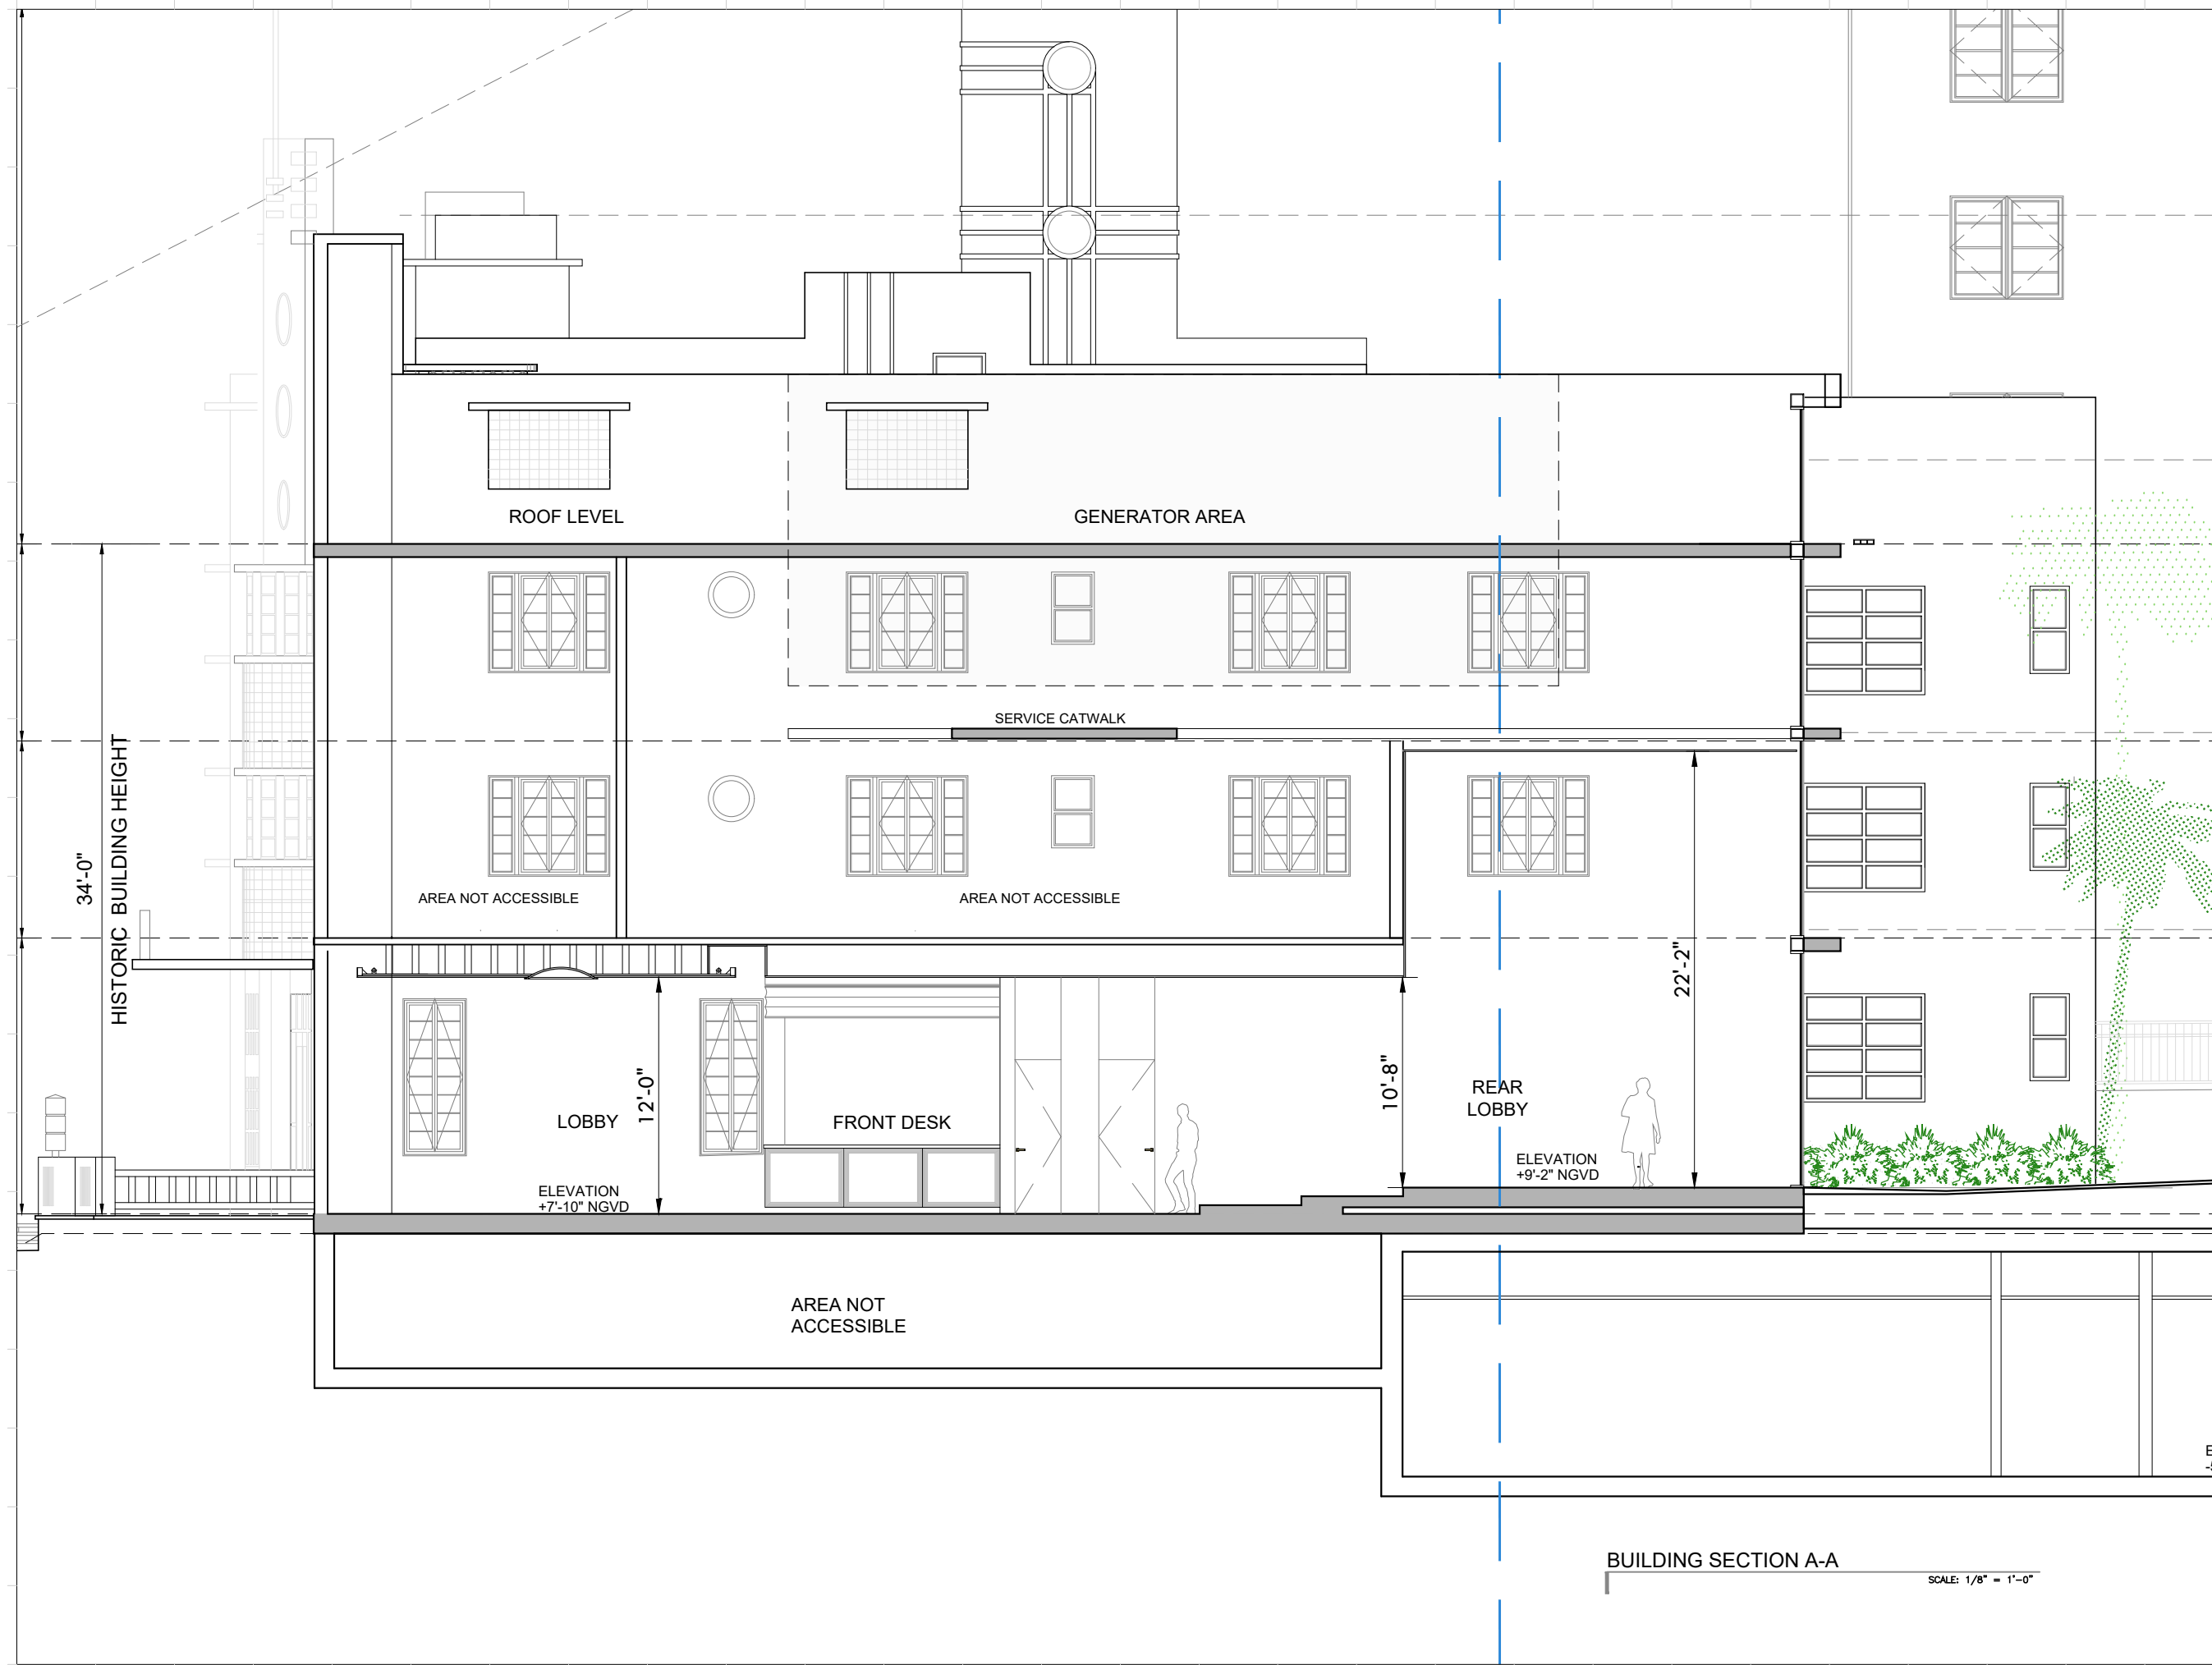 ROOF LEVEL
GENERATOR AREA
SERVICE CATWALK
34'-0"
HISTORIC BUILDING HEIGHT
AREA NOT ACCESSIBLE
AREA NOT ACCESSIBLE
22'-2"
12'-0"
10'-8"
LOBBY
FRONT DESK
REAR
LOBBY
ELEVATION
+9'-2" NGVD
ELEVATION
+7'-10" NGVD
AREA NOT
ACCESSIBLE
BUILDING SECTION A-A
SCALE: 1/8" = 1'-0"